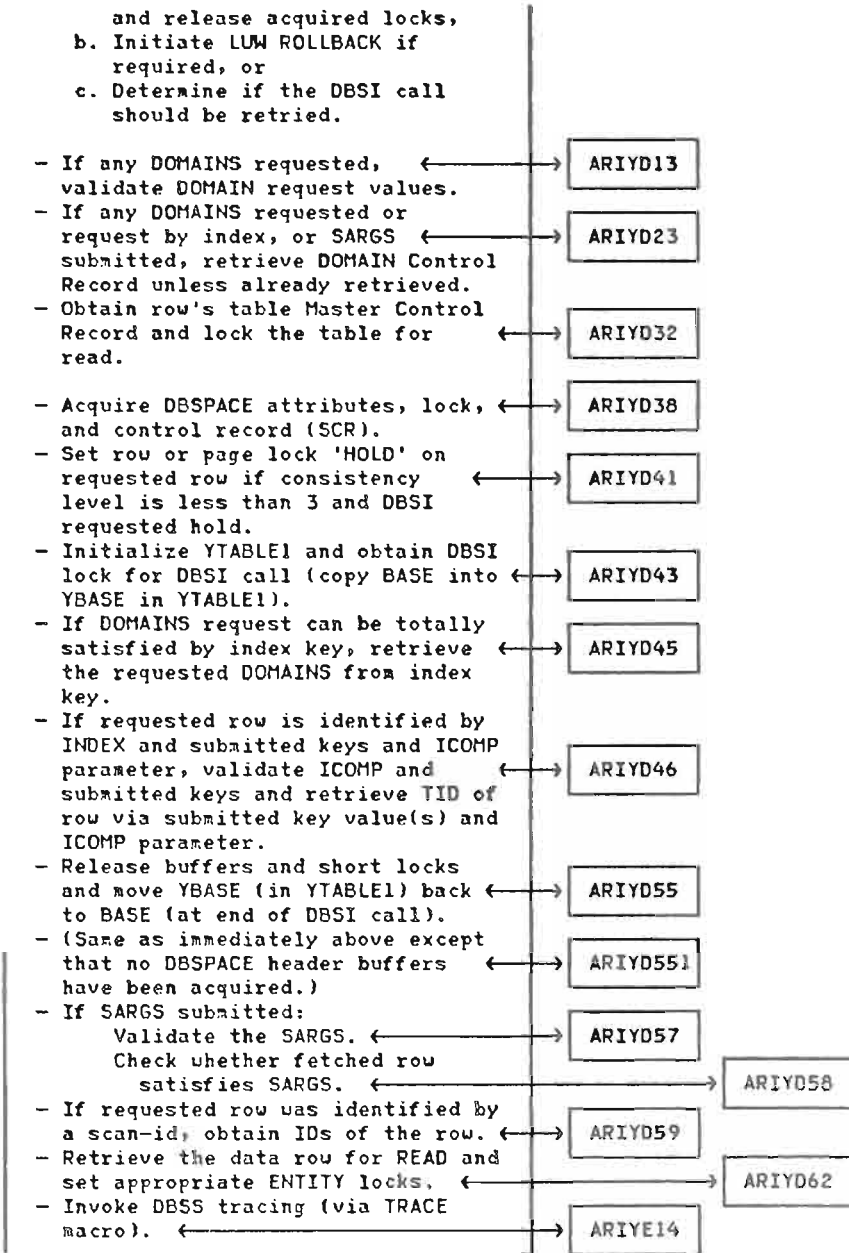 and release acquired locks,
b. Initiate LUW ROLLBACK if
required, or
c. Determine if the DBSI call
should be retried.
- If any DOMAINS requested, ARIYD13
validate DOMAIN request values.
- If any DOMAINS requested or
request by index, or SARGS ARIYD23
submitted, retrieve DOMAIN Control
Record unless already retrieved.
- Obtain row's table Master Control
Record and lock the table for ARIYD32
read.
- Acquire DBSPACE attributes, lock, ARIYD38
and control record (SCR).
- Set row or page lock 'HOLD' on
requested row if consistency ARIYD41
level is less than 3 and DBSI
requested hold.
- Initialize YTABLE1 and obtain DBSI
lock for DBSI call (copy BASE into ARIYD43
YBASE in YTABLE1).
- If DOMAINS request can be totally
satisfied by index key, retrieve ARIYD45
the requested DOMAINS from index
key.
- If requested row is identified by
INDEX and submitted keys and ICOMP
parameter, validate ICOMP and ARIYD46
submitted keys and retrieve TID of
row via submitted key value(s) and
ICOMP parameter.
- Release buffers and short locks
and move YBASE (in YTABLE1) back ARIYD55
to BASE (at end of DBSI call).
- (Same as immediately above except
that no DBSPACE header buffers ARIYD551
have been acquired.)
- If SARGS submitted:
Validate the SARGS. ARIYD57
Check whether fetched row
satisfies SARGS. ARIYD58
- If requested row was identified by
a scan-id, obtain IDs of the row. ARIYD59
- Retrieve the data row for READ and
set appropriate ENTITY locks. ARIYD62
- Invoke DBSS tracing (via TRACE
macro). ARIYE14